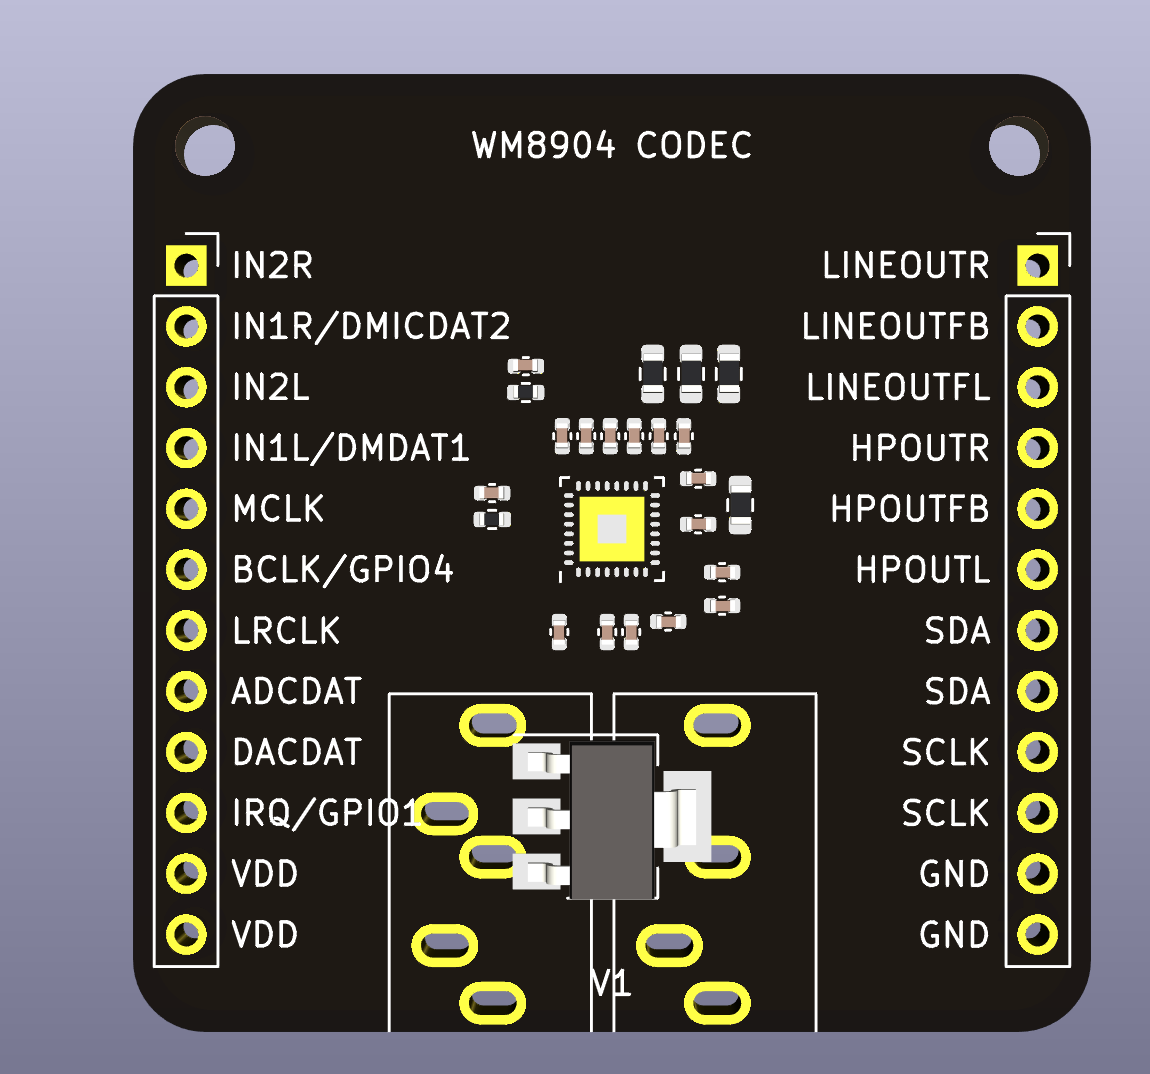 WM8904 CODEC
IN2R
IN1R/DMICDAT2
IN2L
IN1L/DMDAT1
MCLK
BCLK/GPIO4
LRCLK
ADCDAT
DACDAT
IRQ/GPIO1
VDD
VDD
LINEOUTR
LINEOUTFB
LINEOUTFL
HPOUTR
HPOUTFB
HPOUTL
SDA
SDA
SCLK
SCLK
GND
GND
V1